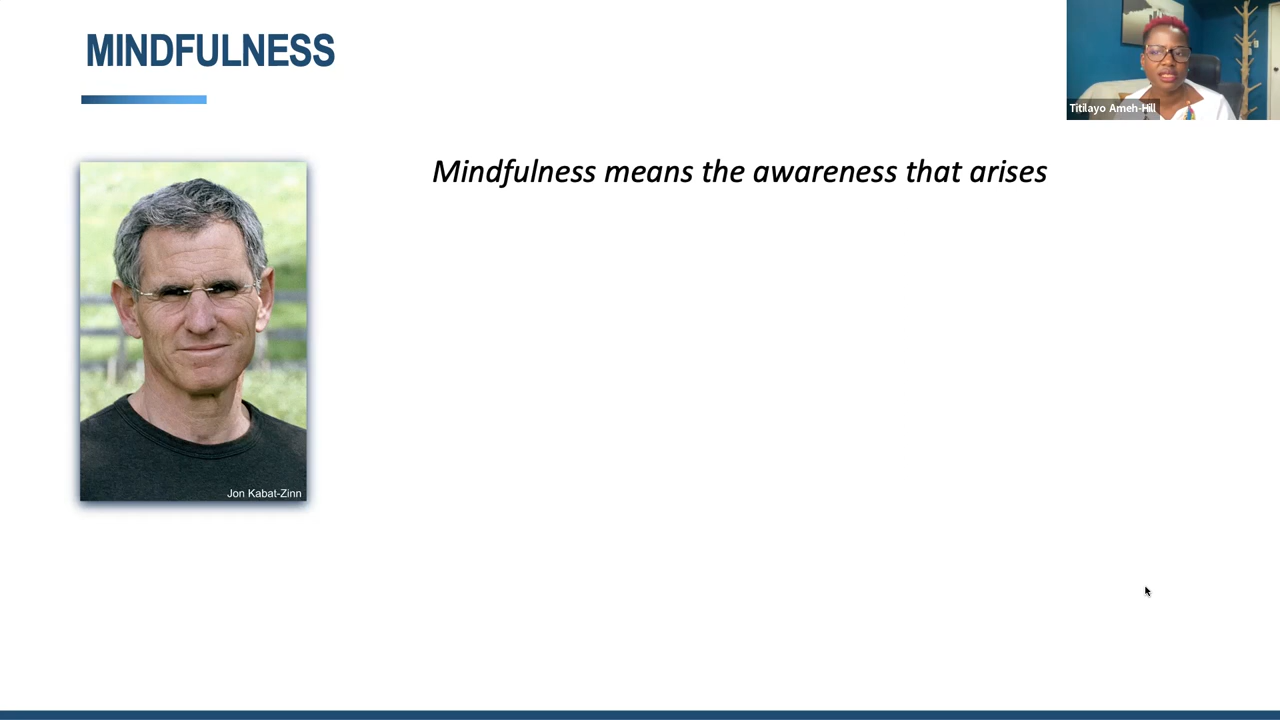 MINDFULNESS
Titilayo Ameh-Hill
Mindfulness means the awareness that arises
Jon Kabat-Zinn